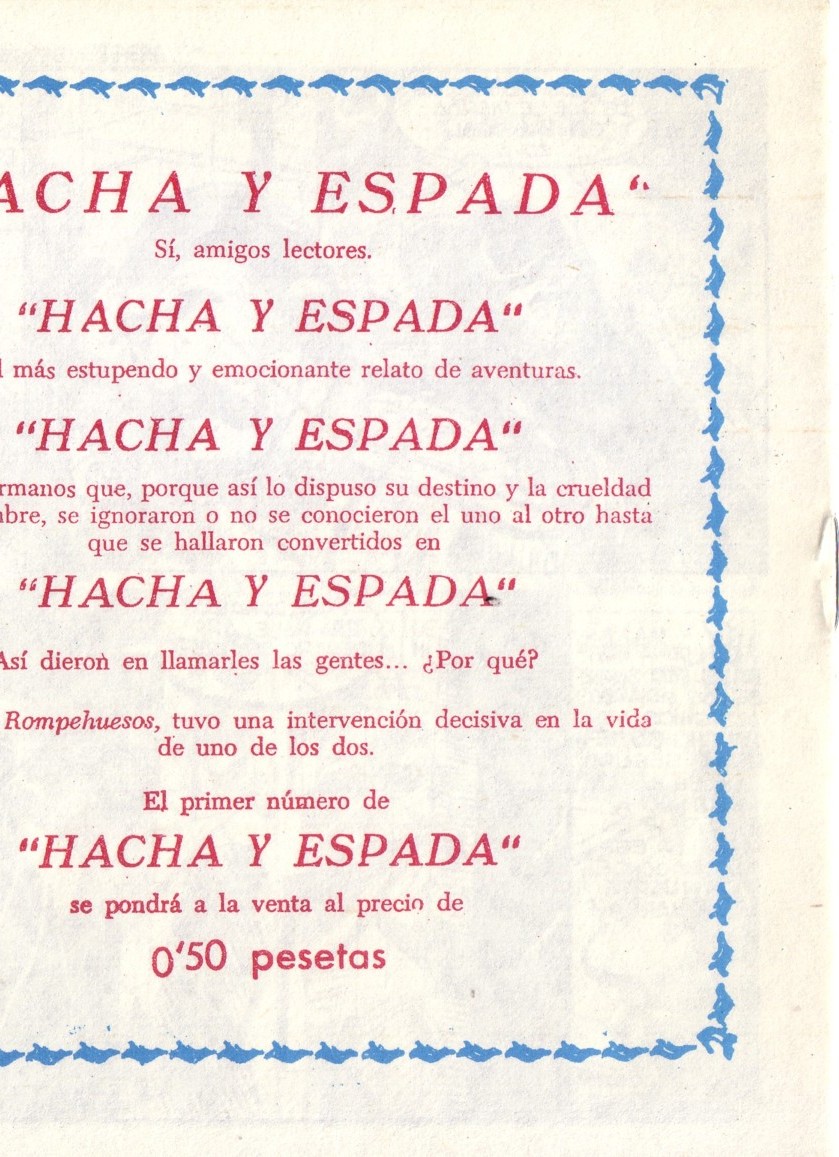 ACHA Y ESPADA“
Sí, amigos lectores.
“HACHA Y ESPADA“
l más estupendo y emocionante relato de aventuras.
“HACHA Y ESPADA“
rmanos que, porque así lo dispuso su destino y la crueldad
bre, se ignoraron o no se conocieron el uno al otro hasta
que se hallaron convertidos en
“HACHA Y ESPADA“
Así dieron en llamarles las gentes... ¿Por qué?
Rompehuesos, tuvo una intervención decisiva en la vida
de uno de los dos.
El primer número de
“HACHA Y ESPADA“
se pondrá a la venta al precio de
0'50 pesetas